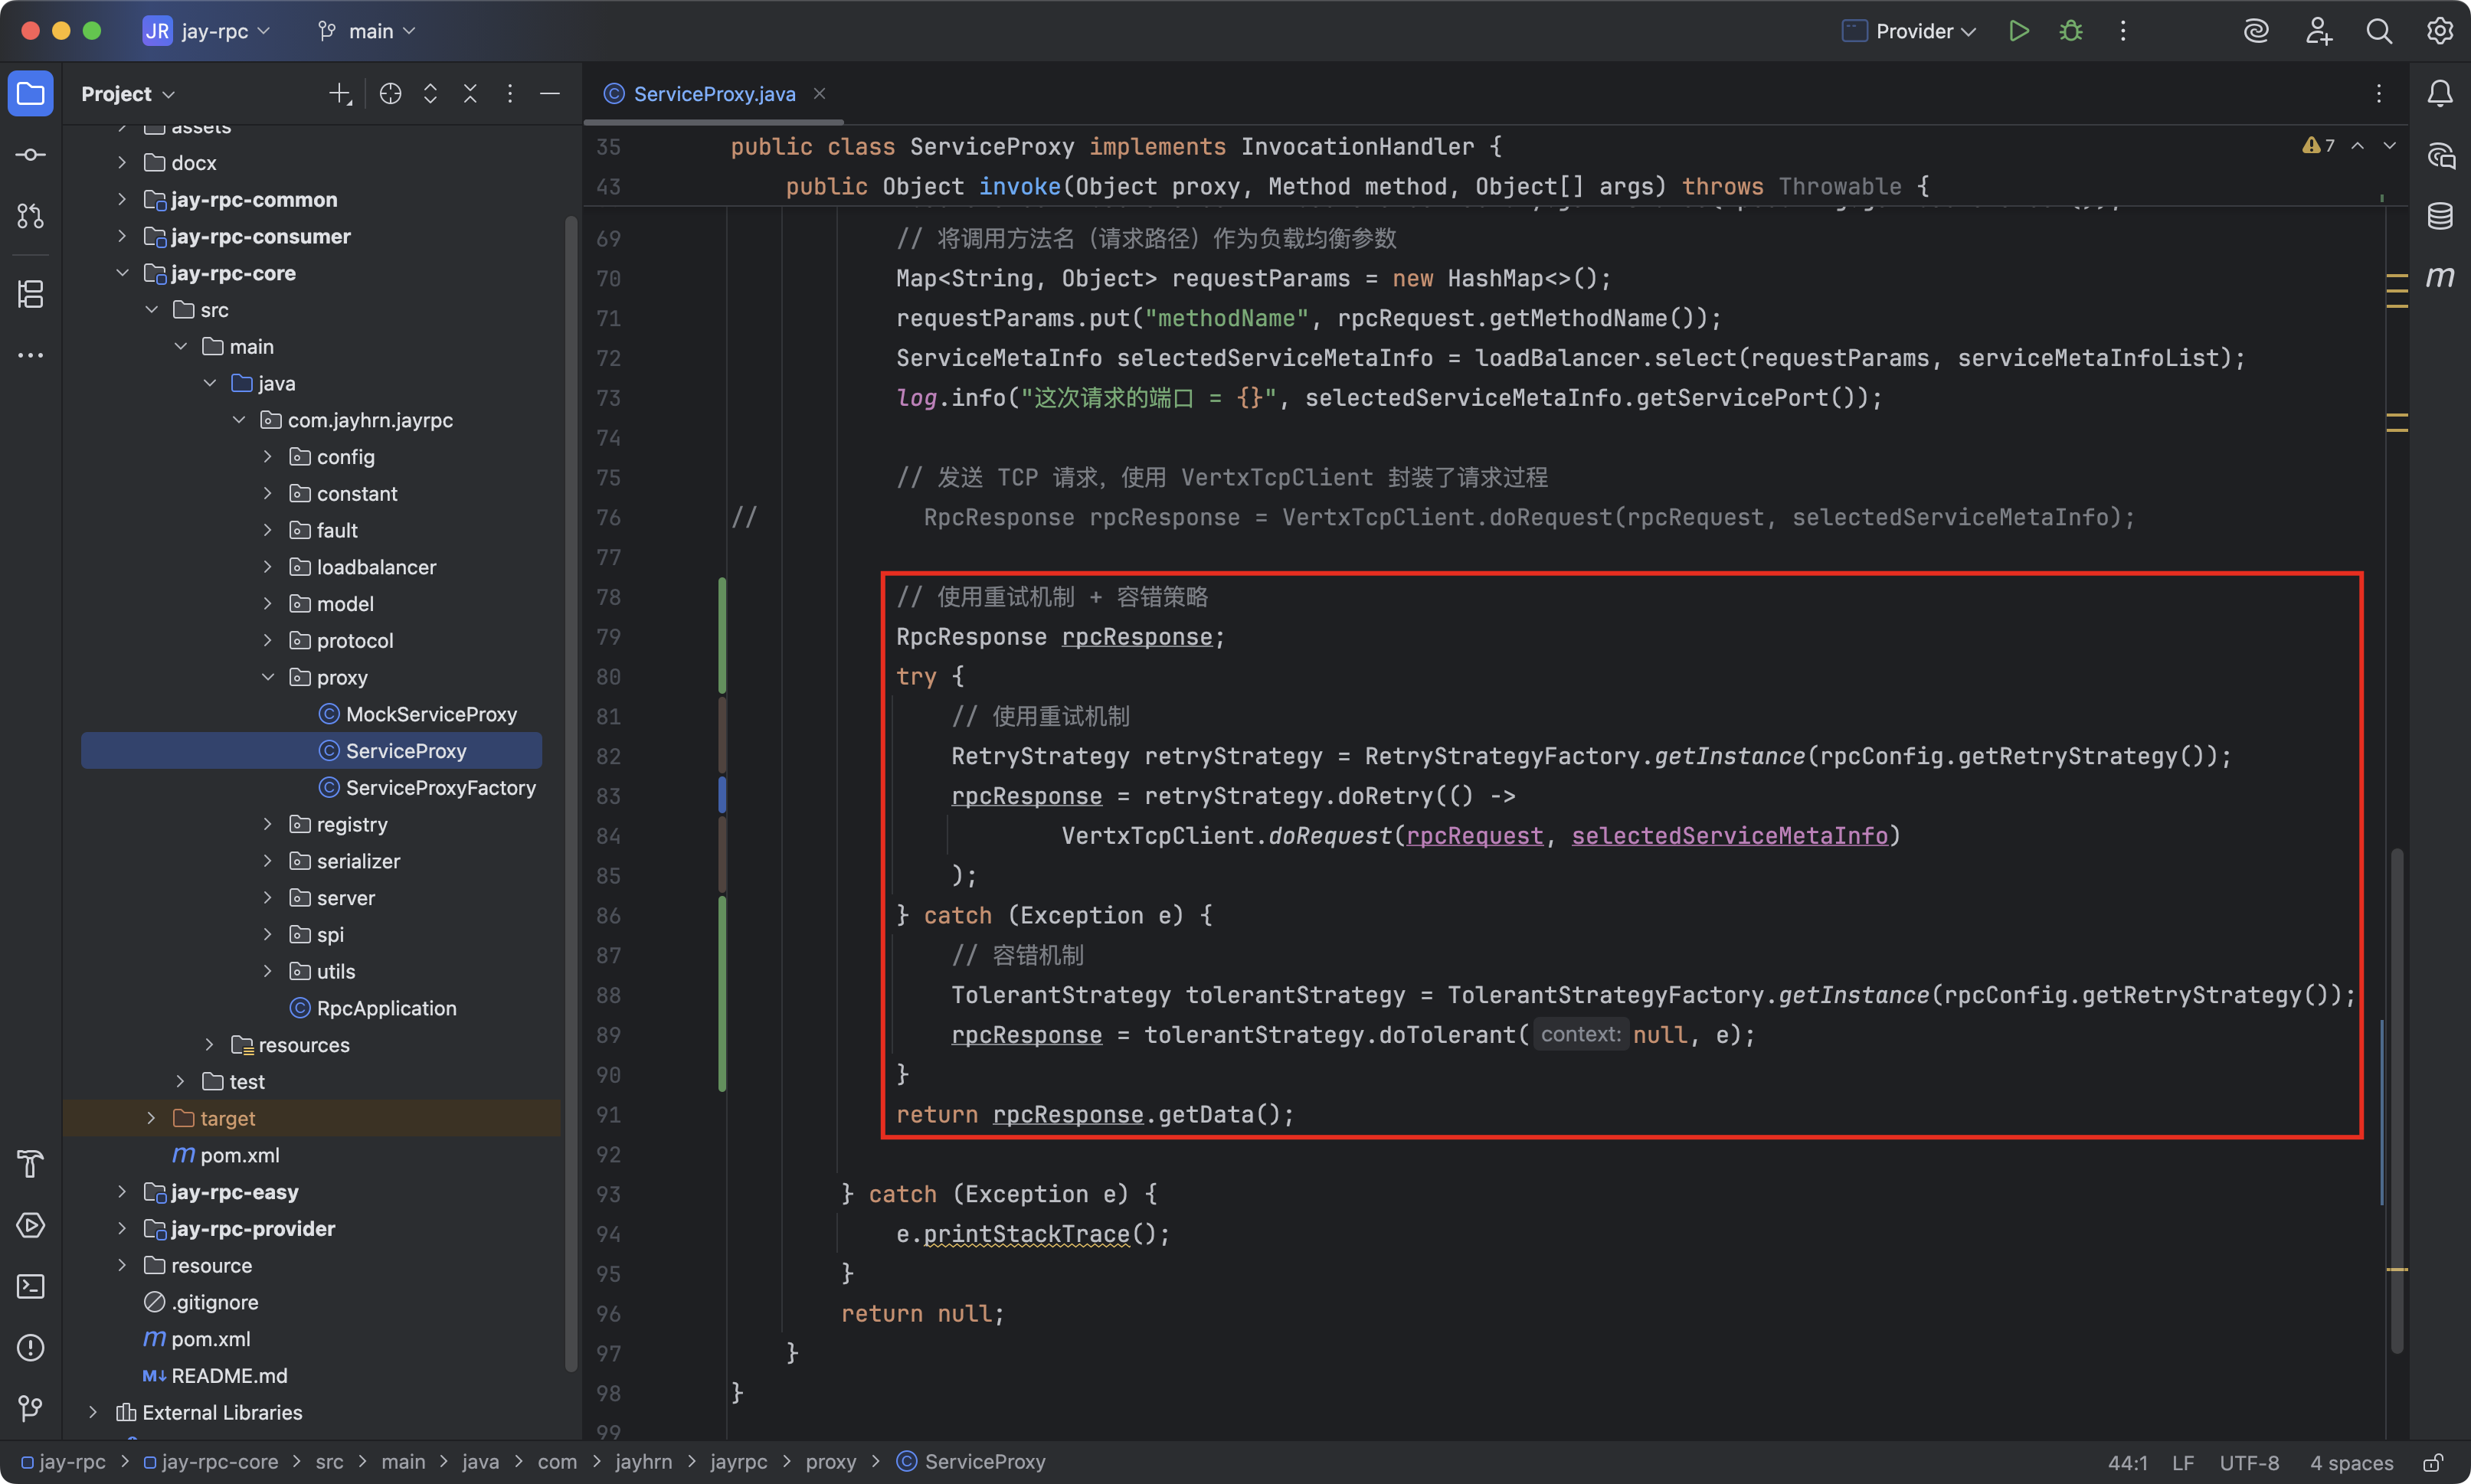 JR jay-rpc main Provider
Project
ServiceProxy.java
assets
docx
jay-rpc-common
jay-rpc-consumer
jay-rpc-core
src
main
java
com.jayhrn.jayrpc
config
constant
fault
loadbalancer
model
protocol
proxy
MockServiceProxy
ServiceProxy
ServiceProxyFactory
registry
serializer
server
spi
utils
RpcApplication
resources
test
target
pom.xml
jay-rpc-easy
jay-rpc-provider
resource
.gitignore
pom.xml
README.md
External Libraries
7
35 public class ServiceProxy implements InvocationHandler {
43 public Object invoke(Object proxy, Method method, Object[] args) throws Throwable {
69 // 将调用方法名（请求路径）作为负载均衡参数
70 Map<String, Object> requestParams = new HashMap<>();
71 requestParams.put("methodName", rpcRequest.getMethodName());
72 ServiceMetaInfo selectedServiceMetaInfo = loadBalancer.select(requestParams, serviceMetaInfoList);
73 log.info("这次请求的端口 = {}", selectedServiceMetaInfo.getServicePort());
74
75 // 发送 TCP 请求，使用 VertxTcpClient 封装了请求过程
76 // RpcResponse rpcResponse = VertxTcpClient.doRequest(rpcRequest, selectedServiceMetaInfo);
77
78 // 使用重试机制 + 容错策略
79 RpcResponse rpcResponse;
80 try {
81 // 使用重试机制
82 RetryStrategy retryStrategy = RetryStrategyFactory.getInstance(rpcConfig.getRetryStrategy());
83 rpcResponse = retryStrategy.doRetry(() ->
84 VertxTcpClient.doRequest(rpcRequest, selectedServiceMetaInfo)
85 );
86 } catch (Exception e) {
87 // 容错机制
88 TolerantStrategy tolerantStrategy = TolerantStrategyFactory.getInstance(rpcConfig.getRetryStrategy());
89 rpcResponse = tolerantStrategy.doTolerant( context: null, e);
90 }
91 return rpcResponse.getData();
92
93 } catch (Exception e) {
94 e.printStackTrace();
95 }
96 return null;
97 }
98 }
99
jay-rpc > jay-rpc-core > src > main > java > com > jayhrn > jayrpc > proxy > ServiceProxy
44:1 LF UTF-8 4 spaces